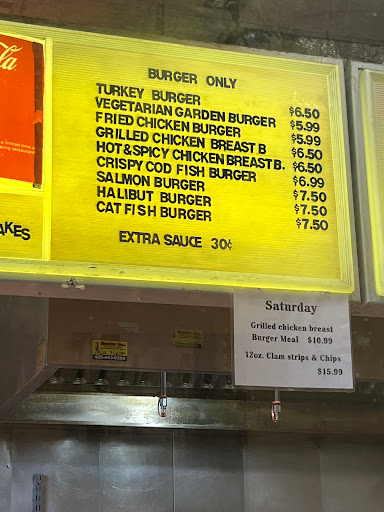 la
AKES
BURGER ONLY
TURKEY BURGER $6.50
VEGETARIAN GARDEN BURGER $5.99
FRIED CHICKEN BURGER $5.99
GRILLED CHICKEN BREAST B $6.50
HOT&SPICY CHICKEN BREAST B. $6.50
CRISPY COD FISH BURGER $6.99
SALMON BURGER $7.50
HALIBUT BURGER $7.50
CAT FISH BURGER $7.50
EXTRA SAUCE 30¢
Saturday
Grilled chicken breast
Burger Meal $10.99
12oz. Clam strips & Chips
$15.99